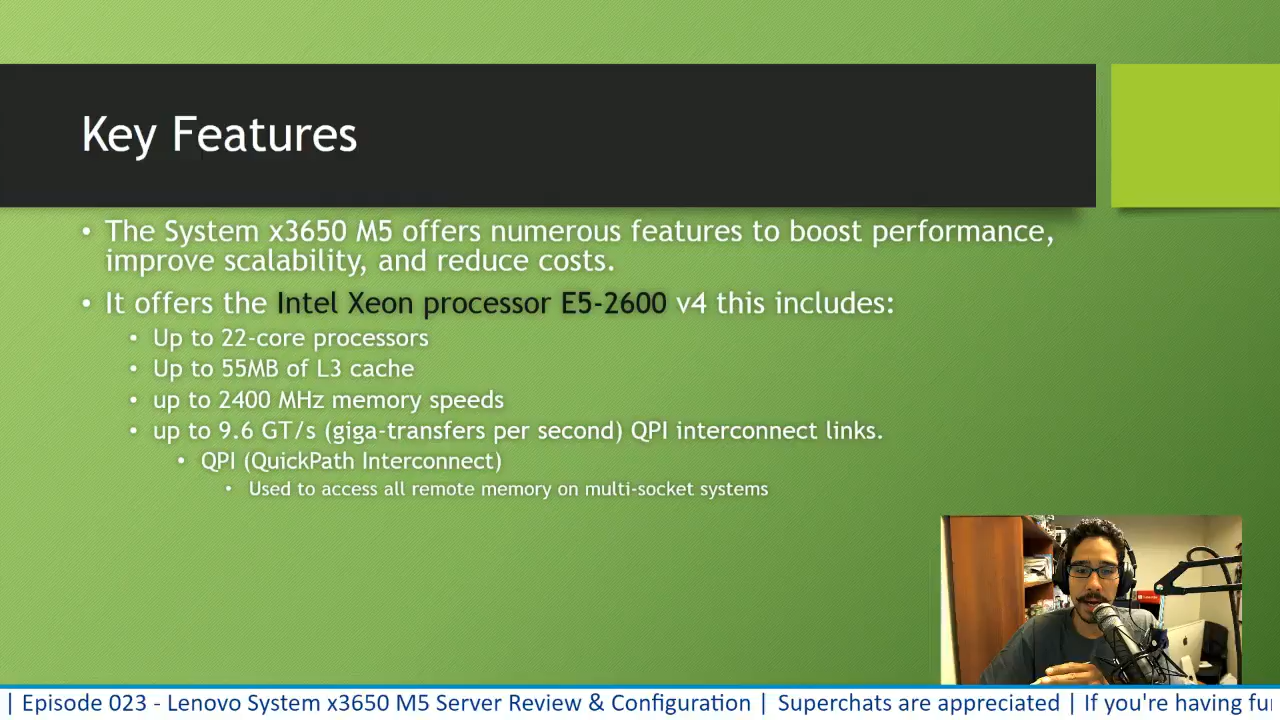 Key Features
• The System x3650 M5 offers numerous features to boost performance,
improve scalability, and reduce costs.
• It offers the Intel Xeon processor E5-2600 v4 this includes:
• Up to 22-core processors
• Up to 55MB of L3 cache
• up to 2400 MHz memory speeds
• up to 9.6 GT/s (giga-transfers per second) QPI interconnect links.
• QPI (QuickPath Interconnect)
• Used to access all remote memory on multi-socket systems
| Episode 023 - Lenovo System x3650 M5 Server Review & Configuration | Superchats are appreciated | If you're having